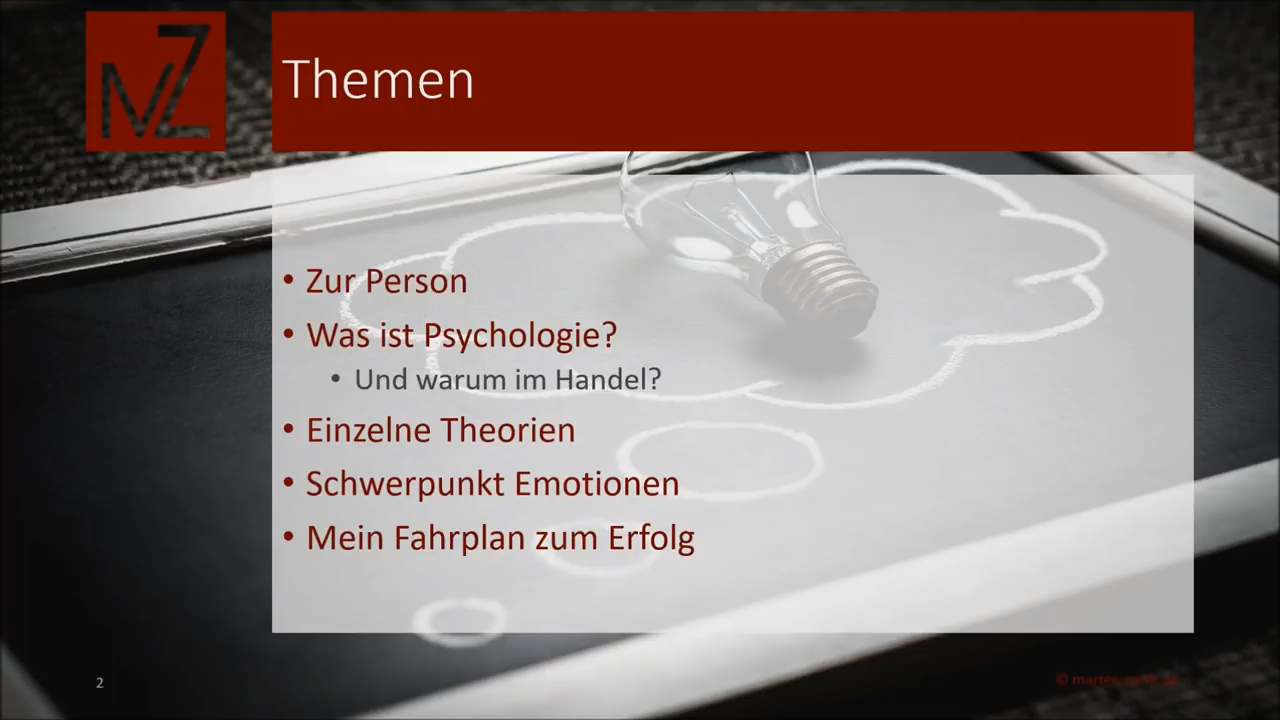 MZ
Themen
• Zur Person
• Was ist Psychologie?
• Und warum im Handel?
• Einzelne Theorien
• Schwerpunkt Emotionen
• Mein Fahrplan zum Erfolg
2